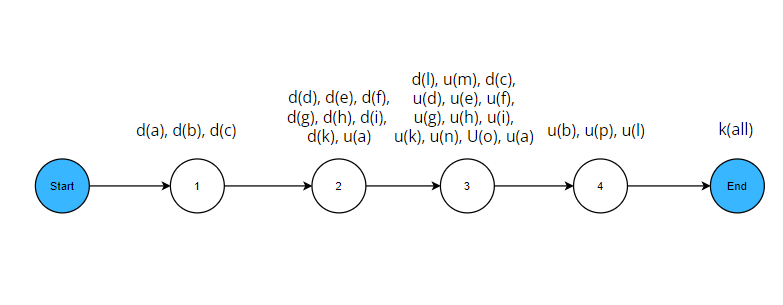 d(a), d(b), d(c)
d(d), d(e), d(f),
d(g), d(h), d(i),
d(k), u(a)
d(l), u(m), d(c),
u(d), u(e), u(f),
u(g), u(h), u(i),
u(k), u(n), U(o), u(a)
u(b), u(p), u(l)
k(all)
Start
1
2
3
4
End